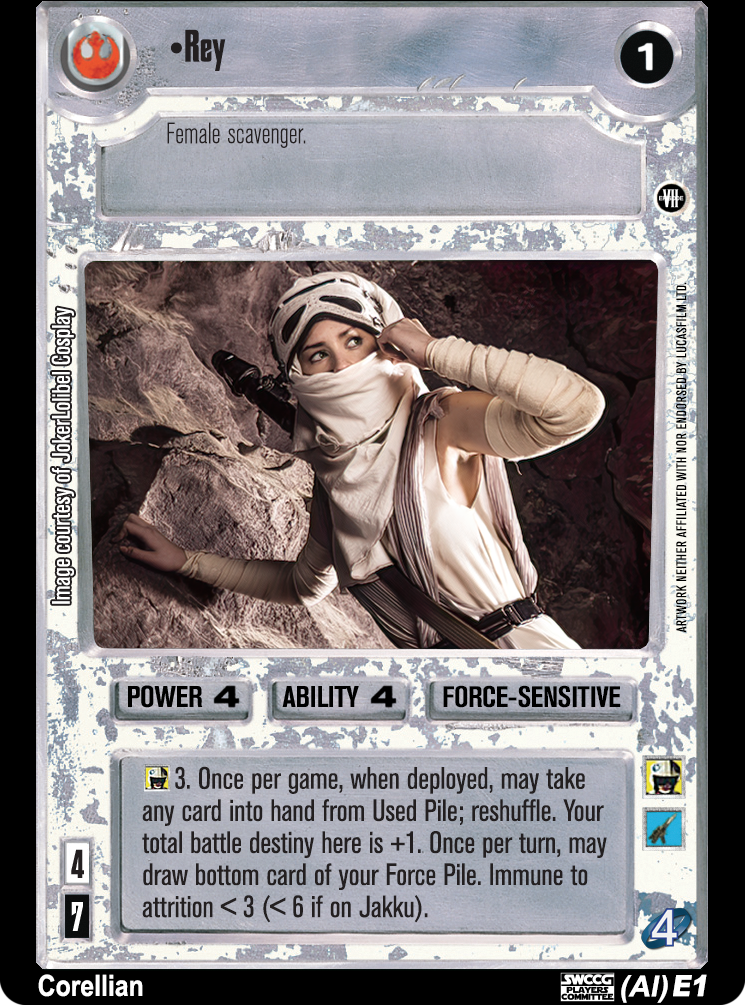 •Rey
1
Female scavenger.
EPISODE VII
Image courtesy of JokerLolibel Cosplay
ARTWORK NEITHER AFFILIATED WITH NOR ENDORSED BY LUCASFILM LTD.
POWER 4
ABILITY 4
FORCE-SENSITIVE
3. Once per game, when deployed, may take
any card into hand from Used Pile; reshuffle. Your
total battle destiny here is +1. Once per turn, may
draw bottom card of your Force Pile. Immune to
attrition < 3 (< 6 if on Jakku).
4
7
4
Corellian
SWCCG
PLAYERS
COMMITTEE
(AI) E1